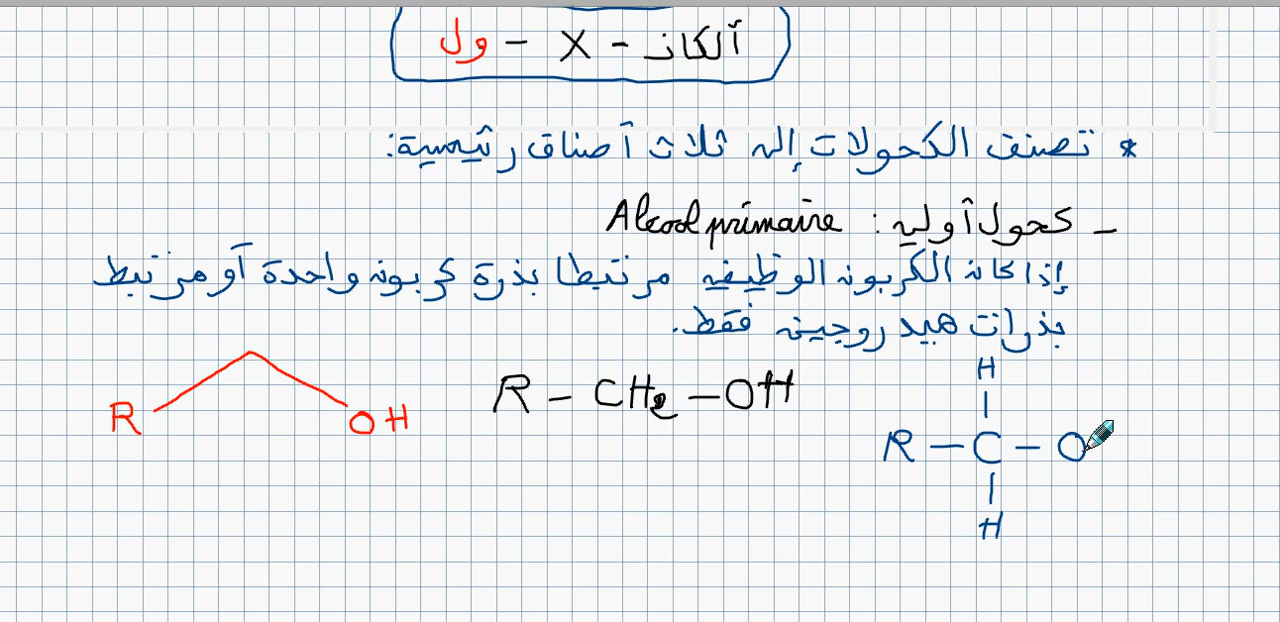 ألكان - X - ول
* تصنف الكحولات إلى ثلاث أصناف رئيسية:
- كحول أولي : Alcool primaire
إذا كان الكربون الوظيفي مرتبطا بذرة كربون واحدة أو مرتبط
بذرات هيدروجين فقط.
R OH
R - CH2 - OH
H
R - C - O
H